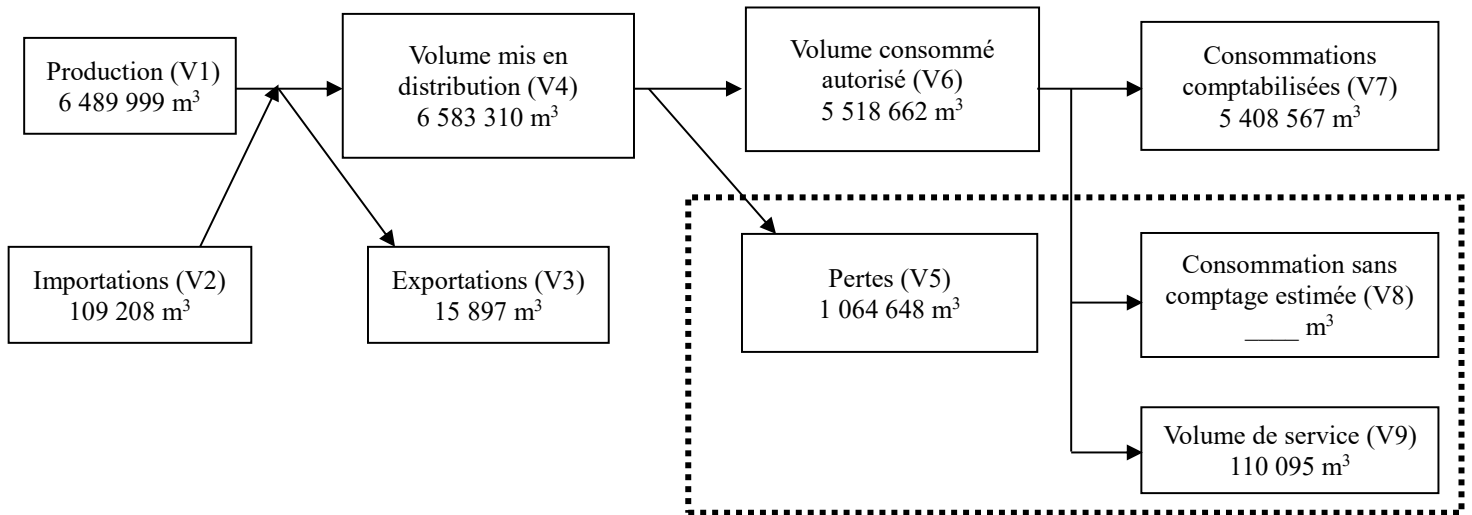 Production (V1)
6 489 999 m³
Volume mis en
distribution (V4)
6 583 310 m³
Volume consommé
autorisé (V6)
5 518 662 m³
Consommations
comptabilisées (V7)
5 408 567 m³
Importations (V2)
109 208 m³
Exportations (V3)
15 897 m³
Pertes (V5)
1 064 648 m³
Consommation sans
comptage estimée (V8)
____ m³
Volume de service (V9)
110 095 m³